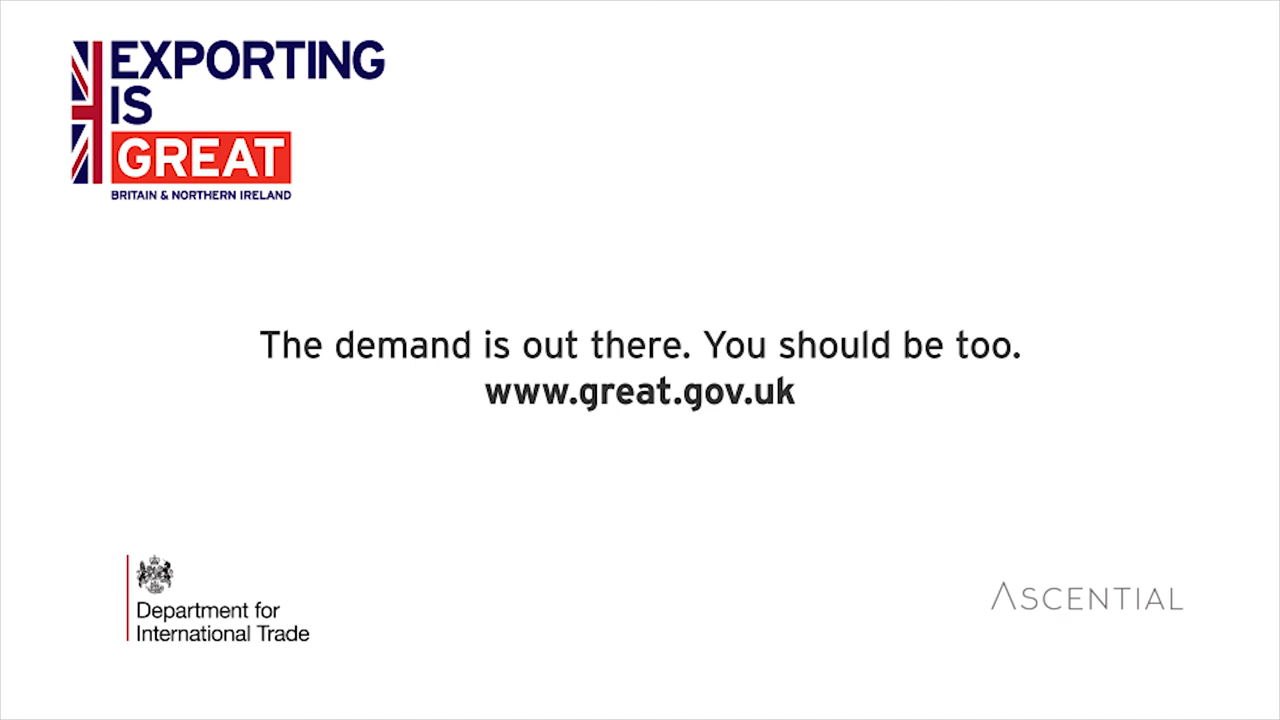 EXPORTING
IS
GREAT
BRITAIN & NORTHERN IRELAND
The demand is out there. You should be too.
www.great.gov.uk
Department for
International Trade
ASCENTIAL